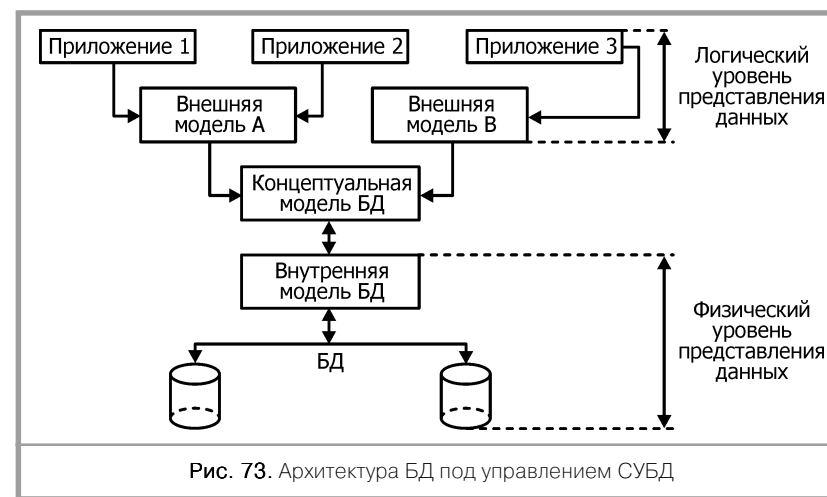 Приложение 1
Приложение 2
Приложение 3
Логический
уровень
представления
данных
Внешняя
модель А
Внешняя
модель В
Концептуальная
модель БД
Внутренняя
модель БД
Физический
уровень
представления
данных
БД
Рис. 73. Архитектура БД под управлением СУБД